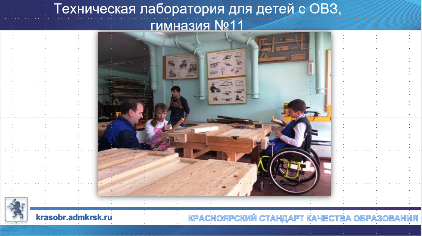 Техническая лаборатория для детей с ОВЗ,
гимназия №11
krasobr.admkrsk.ru
КРАСНОЯРСКИЙ СТАНДАРТ КАЧЕСТВА ОБРАЗОВАНИЯ